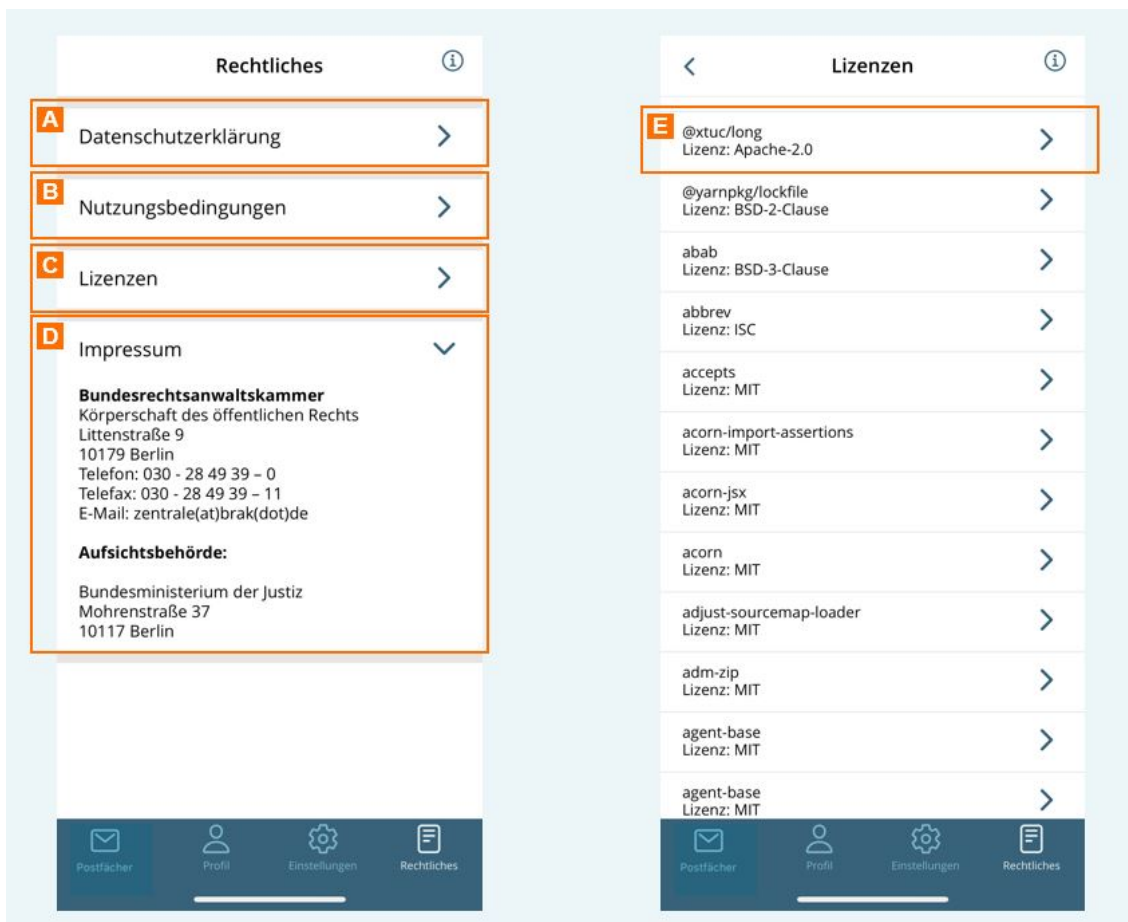 Rechtliches
A
Datenschutzerklärung
B
Nutzungsbedingungen
C
Lizenzen
D
Impressum
Bundesrechtsanwaltskammer
Körperschaft des öffentlichen Rechts
Littenstraße 9
10179 Berlin
Telefon: 030 - 28 49 39 – 0
Telefax: 030 - 28 49 39 – 11
E-Mail: zentrale(at)brak(dot)de
Aufsichtsbehörde:
Bundesministerium der Justiz
Mohrenstraße 37
10117 Berlin
Postfächer
Profil
Einstellungen
Rechtliches
Lizenzen
E
@xtuc/long
Lizenz: Apache-2.0
@yarnpkg/lockfile
Lizenz: BSD-2-Clause
abab
Lizenz: BSD-3-Clause
abbrev
Lizenz: ISC
accepts
Lizenz: MIT
acorn-import-assertions
Lizenz: MIT
acorn-jsx
Lizenz: MIT
acorn
Lizenz: MIT
adjust-sourcemap-loader
Lizenz: MIT
adm-zip
Lizenz: MIT
agent-base
Lizenz: MIT
agent-base
Lizenz: MIT
Postfächer
Profil
Einstellungen
Rechtliches